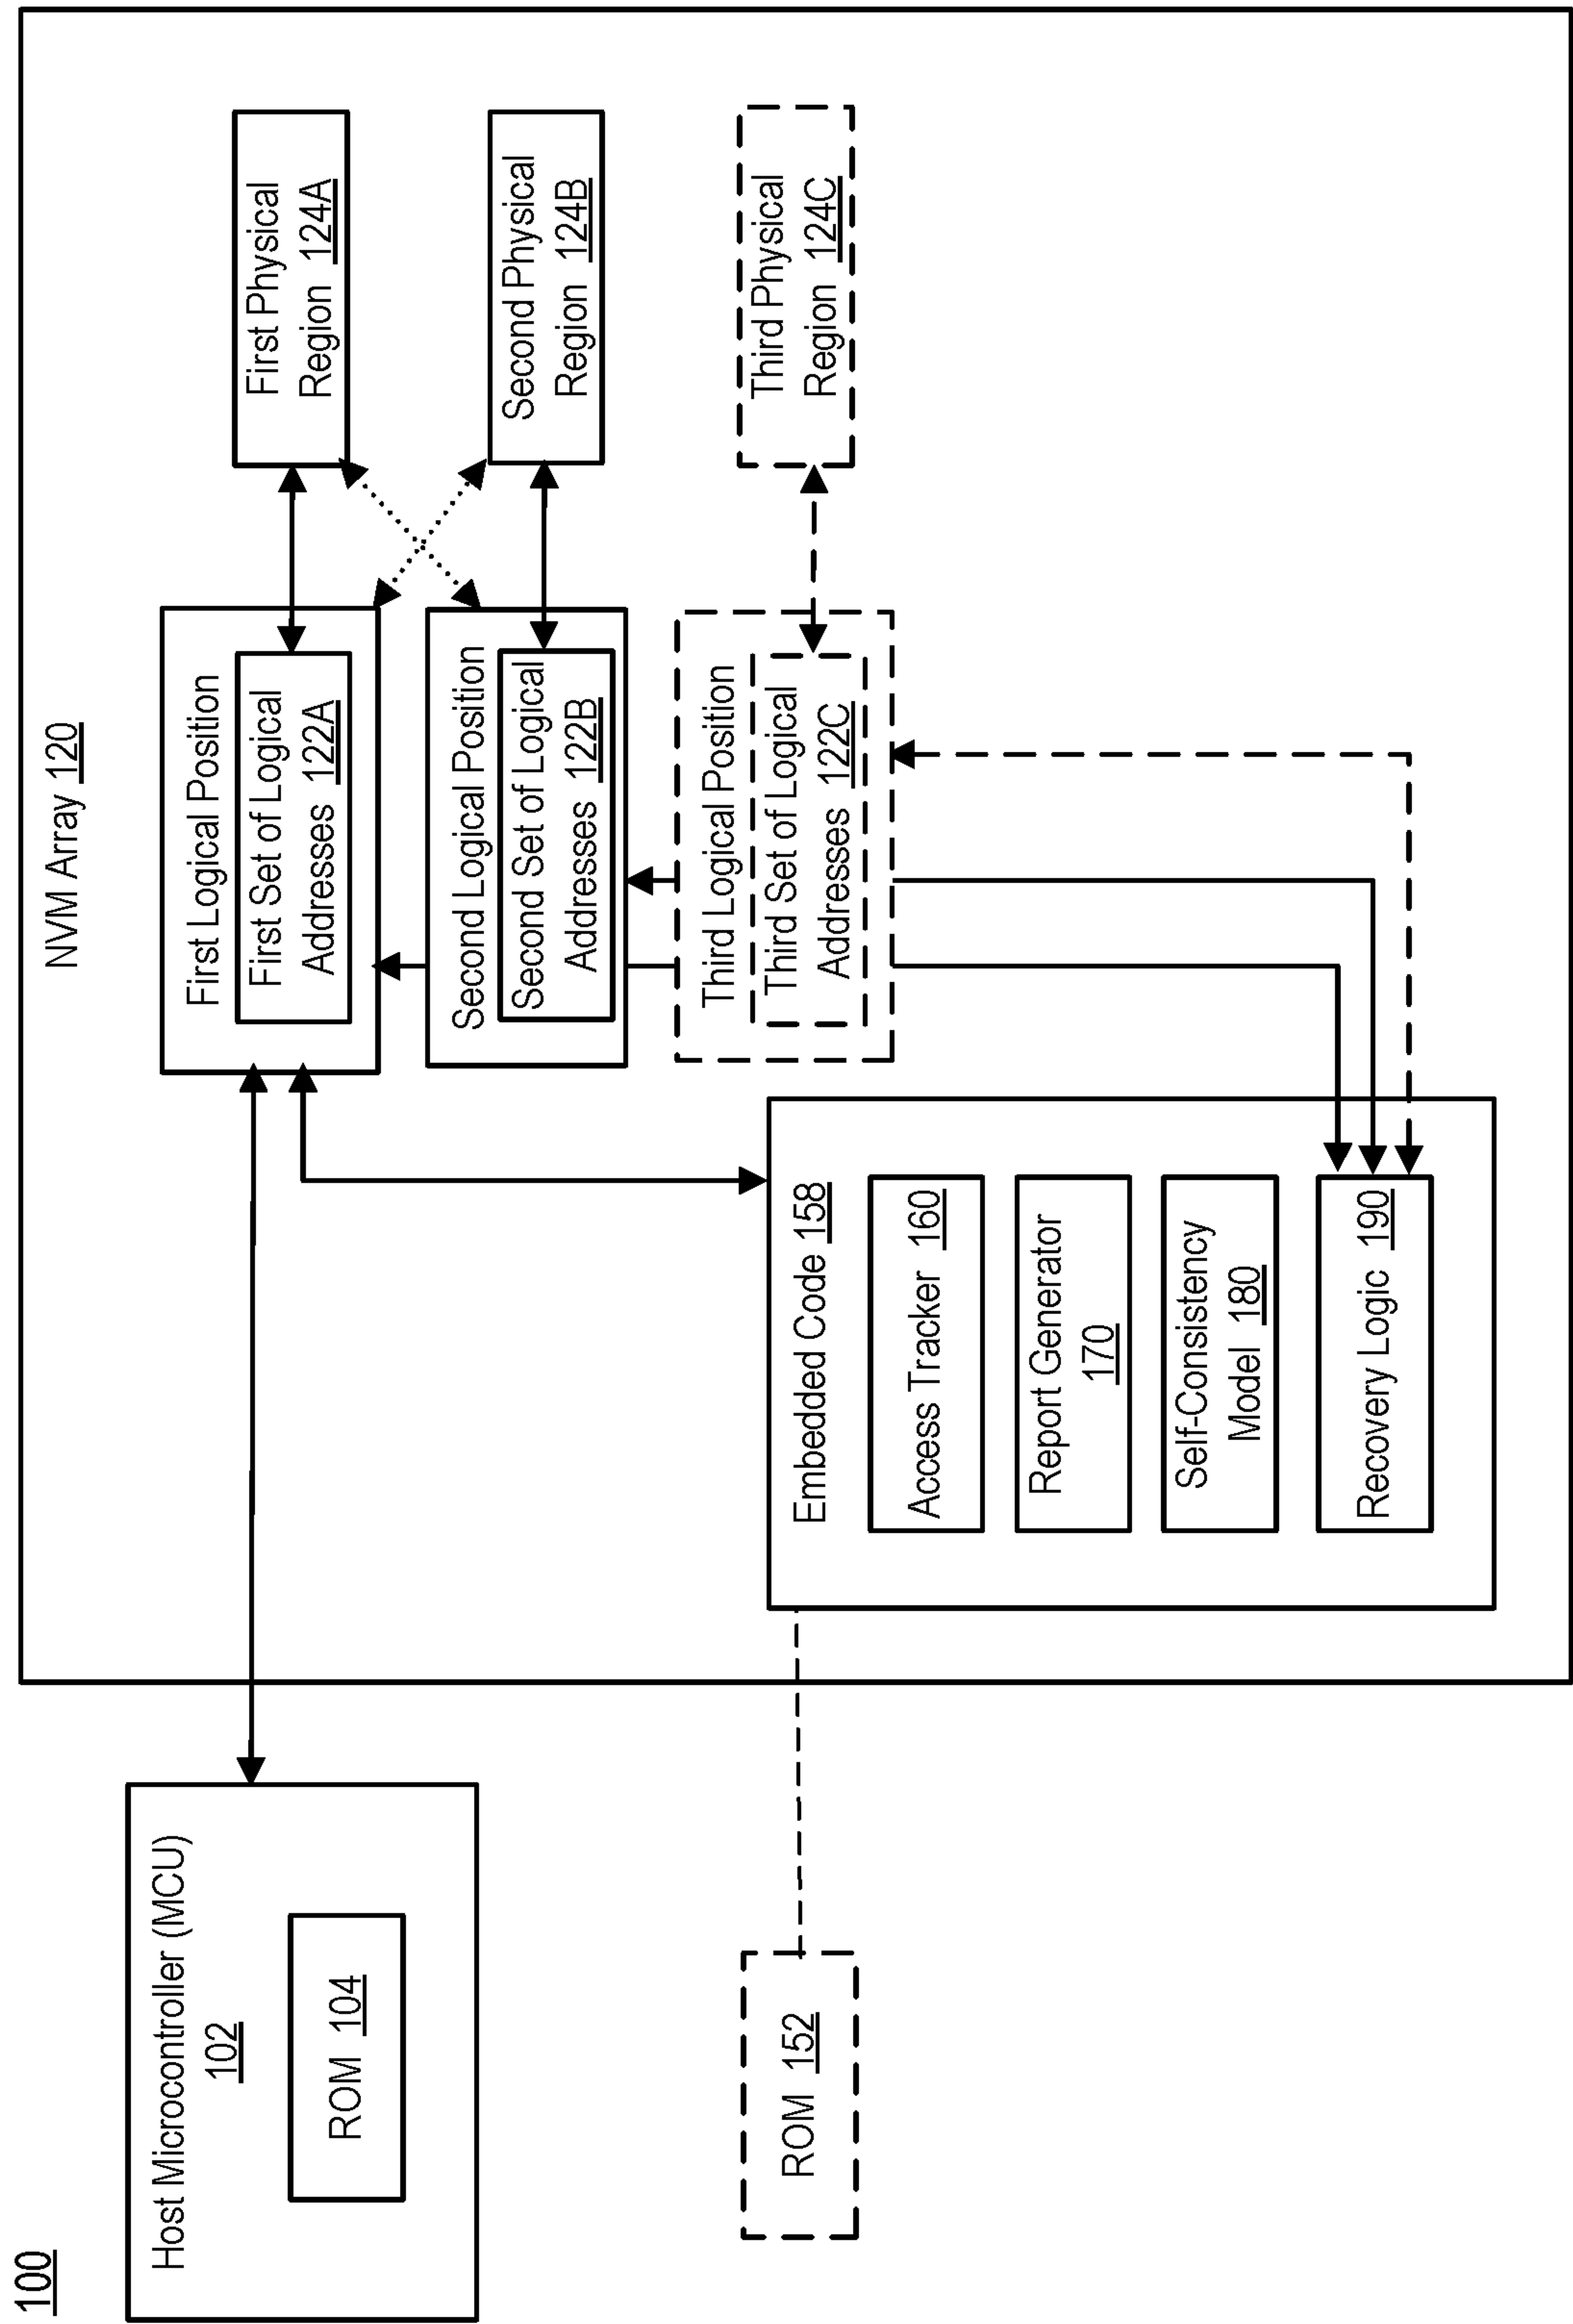 100
Host Microcontroller (MCU)
102
ROM 104
ROM 152
NVM Array 120
First Logical Position
First Set of Logical
Addresses 122A
First Physical
Region 124A
Second Logical Position
Second Set of Logical
Addresses 122B
Second Physical
Region 124B
Third Logical Position
Third Set of Logical
Addresses 122C
Third Physical
Region 124C
Embedded Code 158
Access Tracker 160
Report Generator
170
Self-Consistency
Model 180
Recovery Logic 190